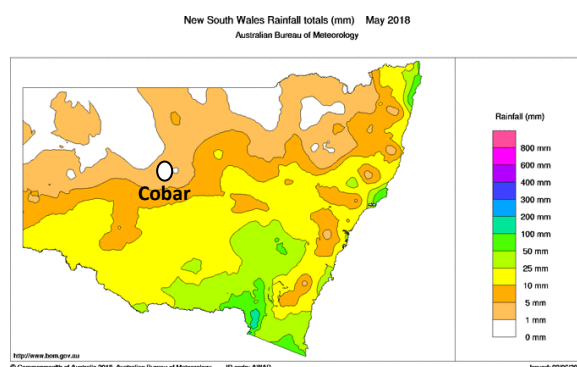 New South Wales Rainfall totals (mm) May 2018
Australian Bureau of Meteorology
Rainfall (mm)
800 mm
600 mm
400 mm
300 mm
200 mm
100 mm
50 mm
25 mm
10 mm
5 mm
1 mm
0 mm
Cobar
http://www.bom.gov.au